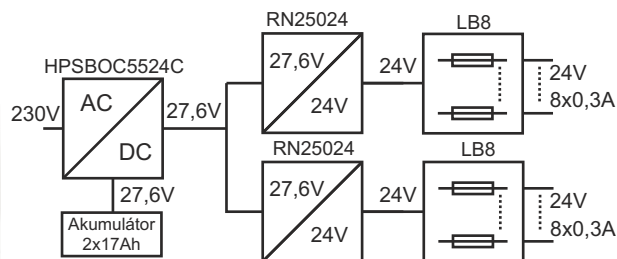 RN25024
LB8
HPSBOC5524C
27,6V
24V
24V
24V
8x0,3A
230V
AC
DC
27,6V
RN25024
LB8
27,6V
27,6V
24V
24V
24V
8x0,3A
Akumulátor
2x17Ah